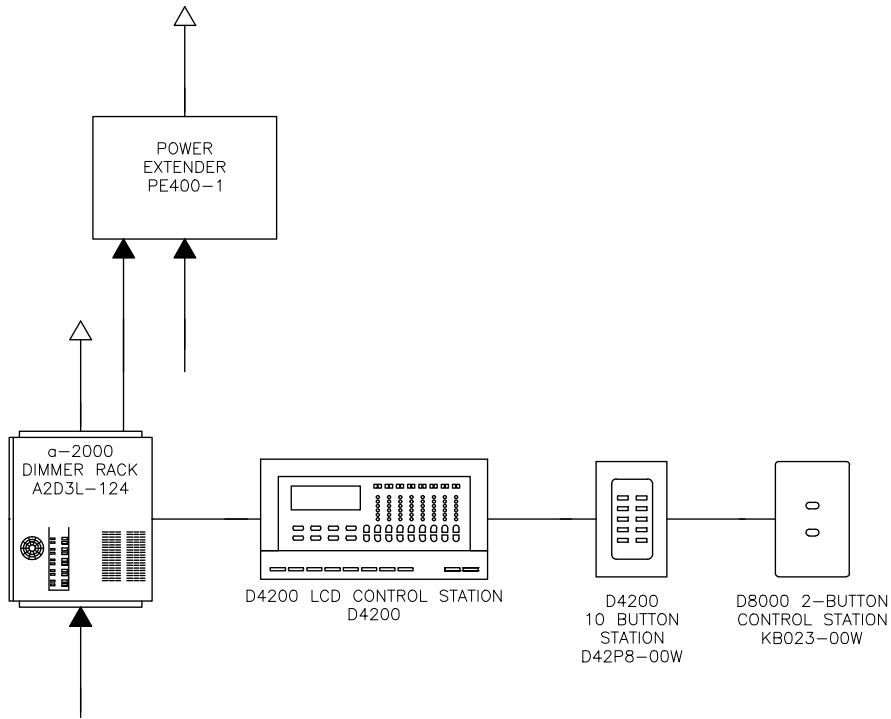 POWER
EXTENDER
PE400-1
a-2000
DIMMER RACK
A2D3L-124
D4200 LCD CONTROL STATION
D4200
D4200
10 BUTTON
STATION
D42P8-00W
D8000 2-BUTTON
CONTROL STATION
KB023-00W